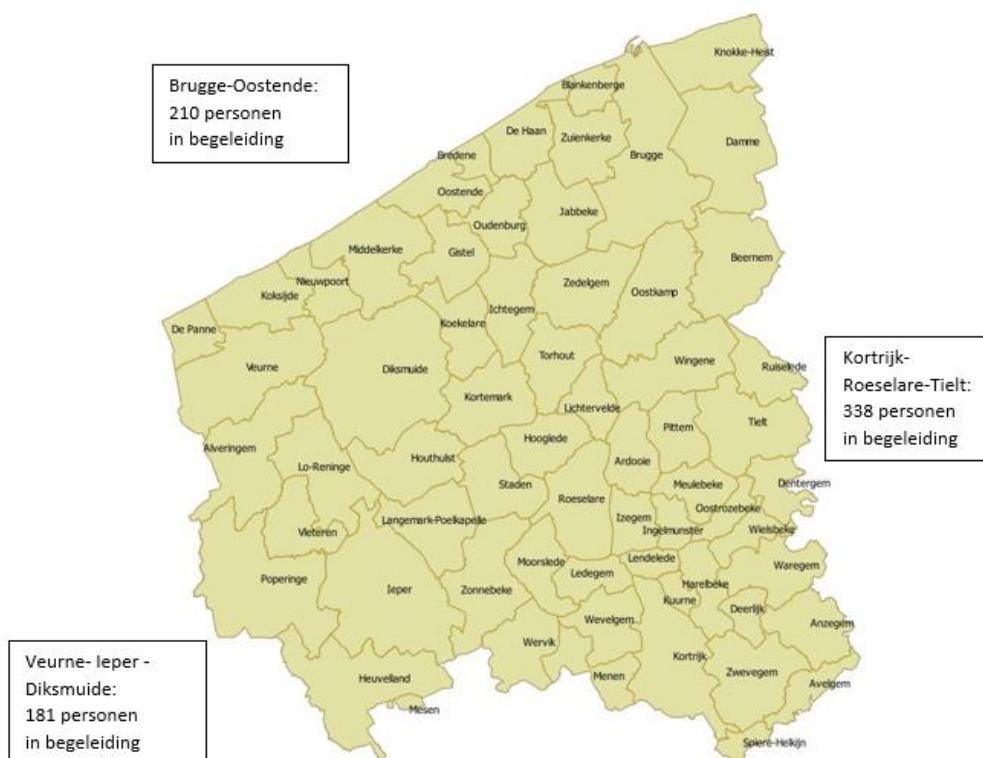 Knokke-Heist
Brugge-Oostende:
210 personen
in begeleiding
Blankenberge
De Haan
Zuienkerke
Damme
Bredene
Brugge
Oostende
Oudenburg
Jabbeke
Middelkerke
Gistel
Beernem
Nieuwpoort
Zedelgem
Koksijde
Oostkamp
Ichtegem
Koekelare
De Panne
Torhout
Wingene
Veurne
Diksmuide
Ruiselede
Kortrijk-
Roeselare-Tielt:
338 personen
in begeleiding
Kortemark
Lichtervelde
Pittem
Tielt
Hooglede
Alveringem
Houthulst
Ardooie
Lo-Reninge
Staden
Meulebeke
Dentergem
Roeselare
Oostrozebeke
Langemark-Poelkapelle
Izegem
Ingelmunster
Wielsbeke
Vleteren
Lendelede
Moorslede
Waregem
Ledegem
Poperinge
Harelbeke
Ieper
Zonnebeke
Kuurne
Deerlijk
Wevelgem
Anzegem
Wervik
Kortrijk
Zwevegem
Veurne- Ieper -
Diksmuide:
181 personen
in begeleiding
Heuvelland
Menen
Avelgem
Mesen
Spiere-Helkijn